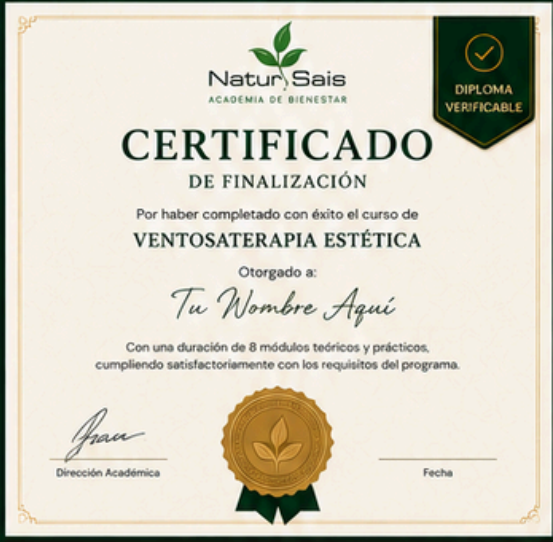 Natur Sais
ACADEMIA DE BIENESTAR
DIPLOMA
VERIFICABLE
CERTIFICADO
DE FINALIZACIÓN
Por haber completado con éxito el curso de
VENTOSATERAPIA ESTÉTICA
Otorgado a:
Tu Nombre Aquí
Con una duración de 8 módulos teóricos y prácticos,
cumpliendo satisfactoriamente con los requisitos del programa.
Dirección Académica
Fecha